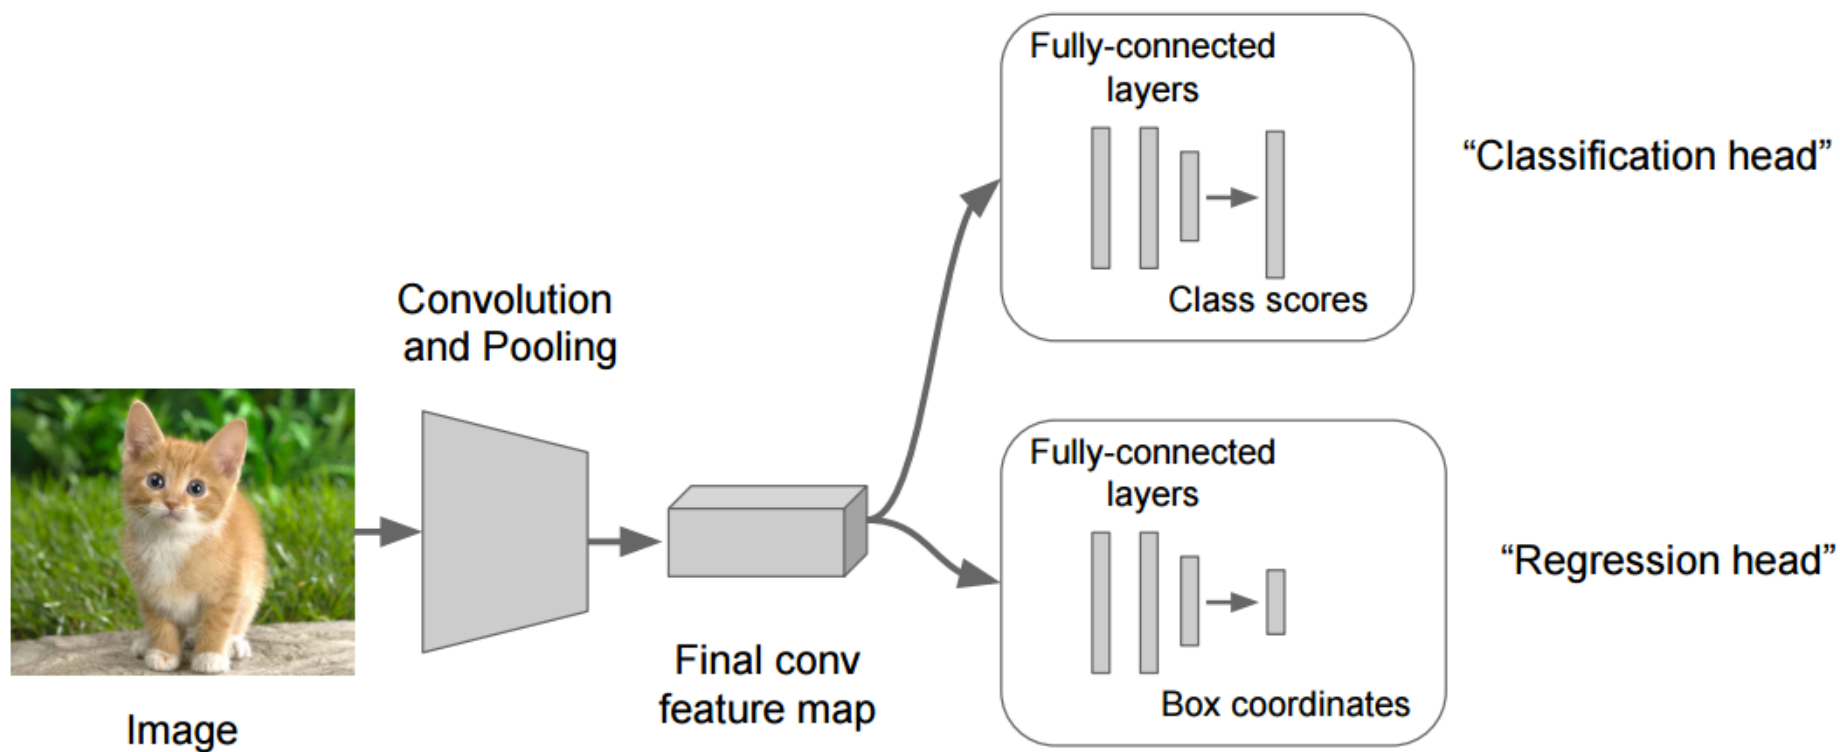 Fully-connected
layers
Class scores
“Classification head”
Convolution
and Pooling
Image
Final conv
feature map
Fully-connected
layers
Box coordinates
“Regression head”